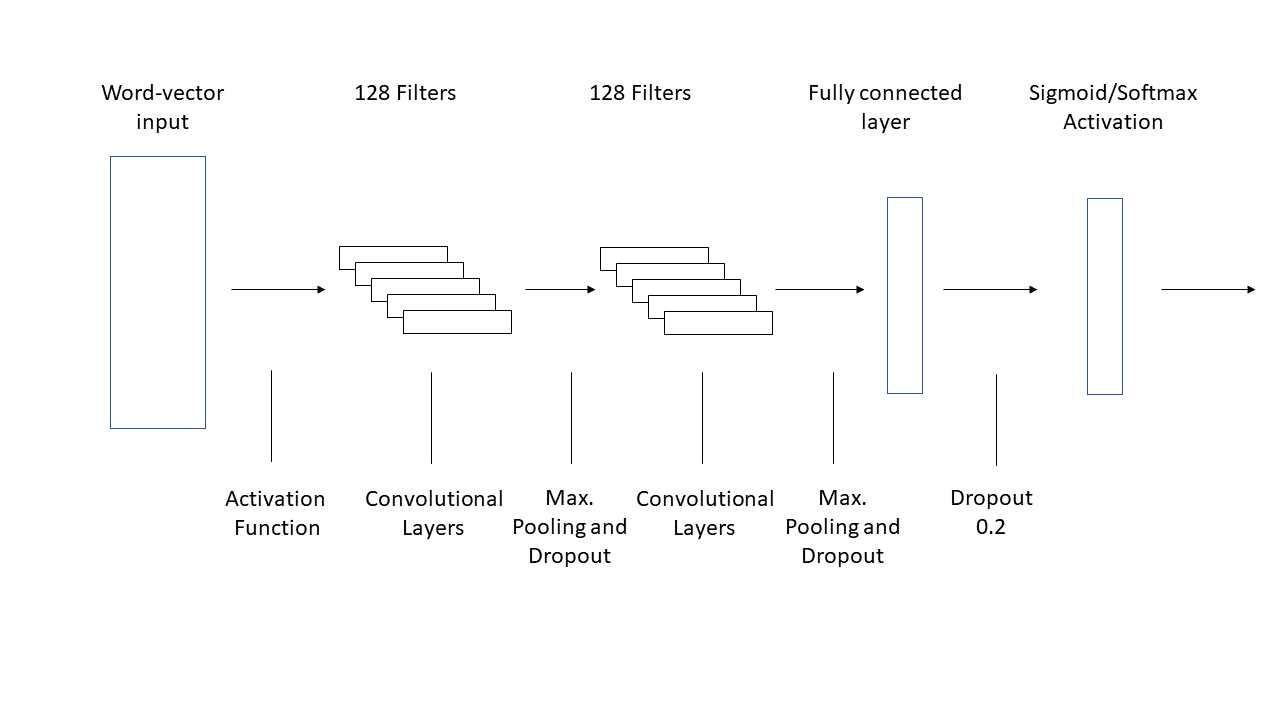 Word-vector
input
128 Filters
128 Filters
Fully connected
layer
Sigmoid/Softmax
Activation
Activation
Function
Convolutional
Layers
Max.
Pooling and
Dropout
Convolutional
Layers
Max.
Pooling and
Dropout
Dropout
0.2